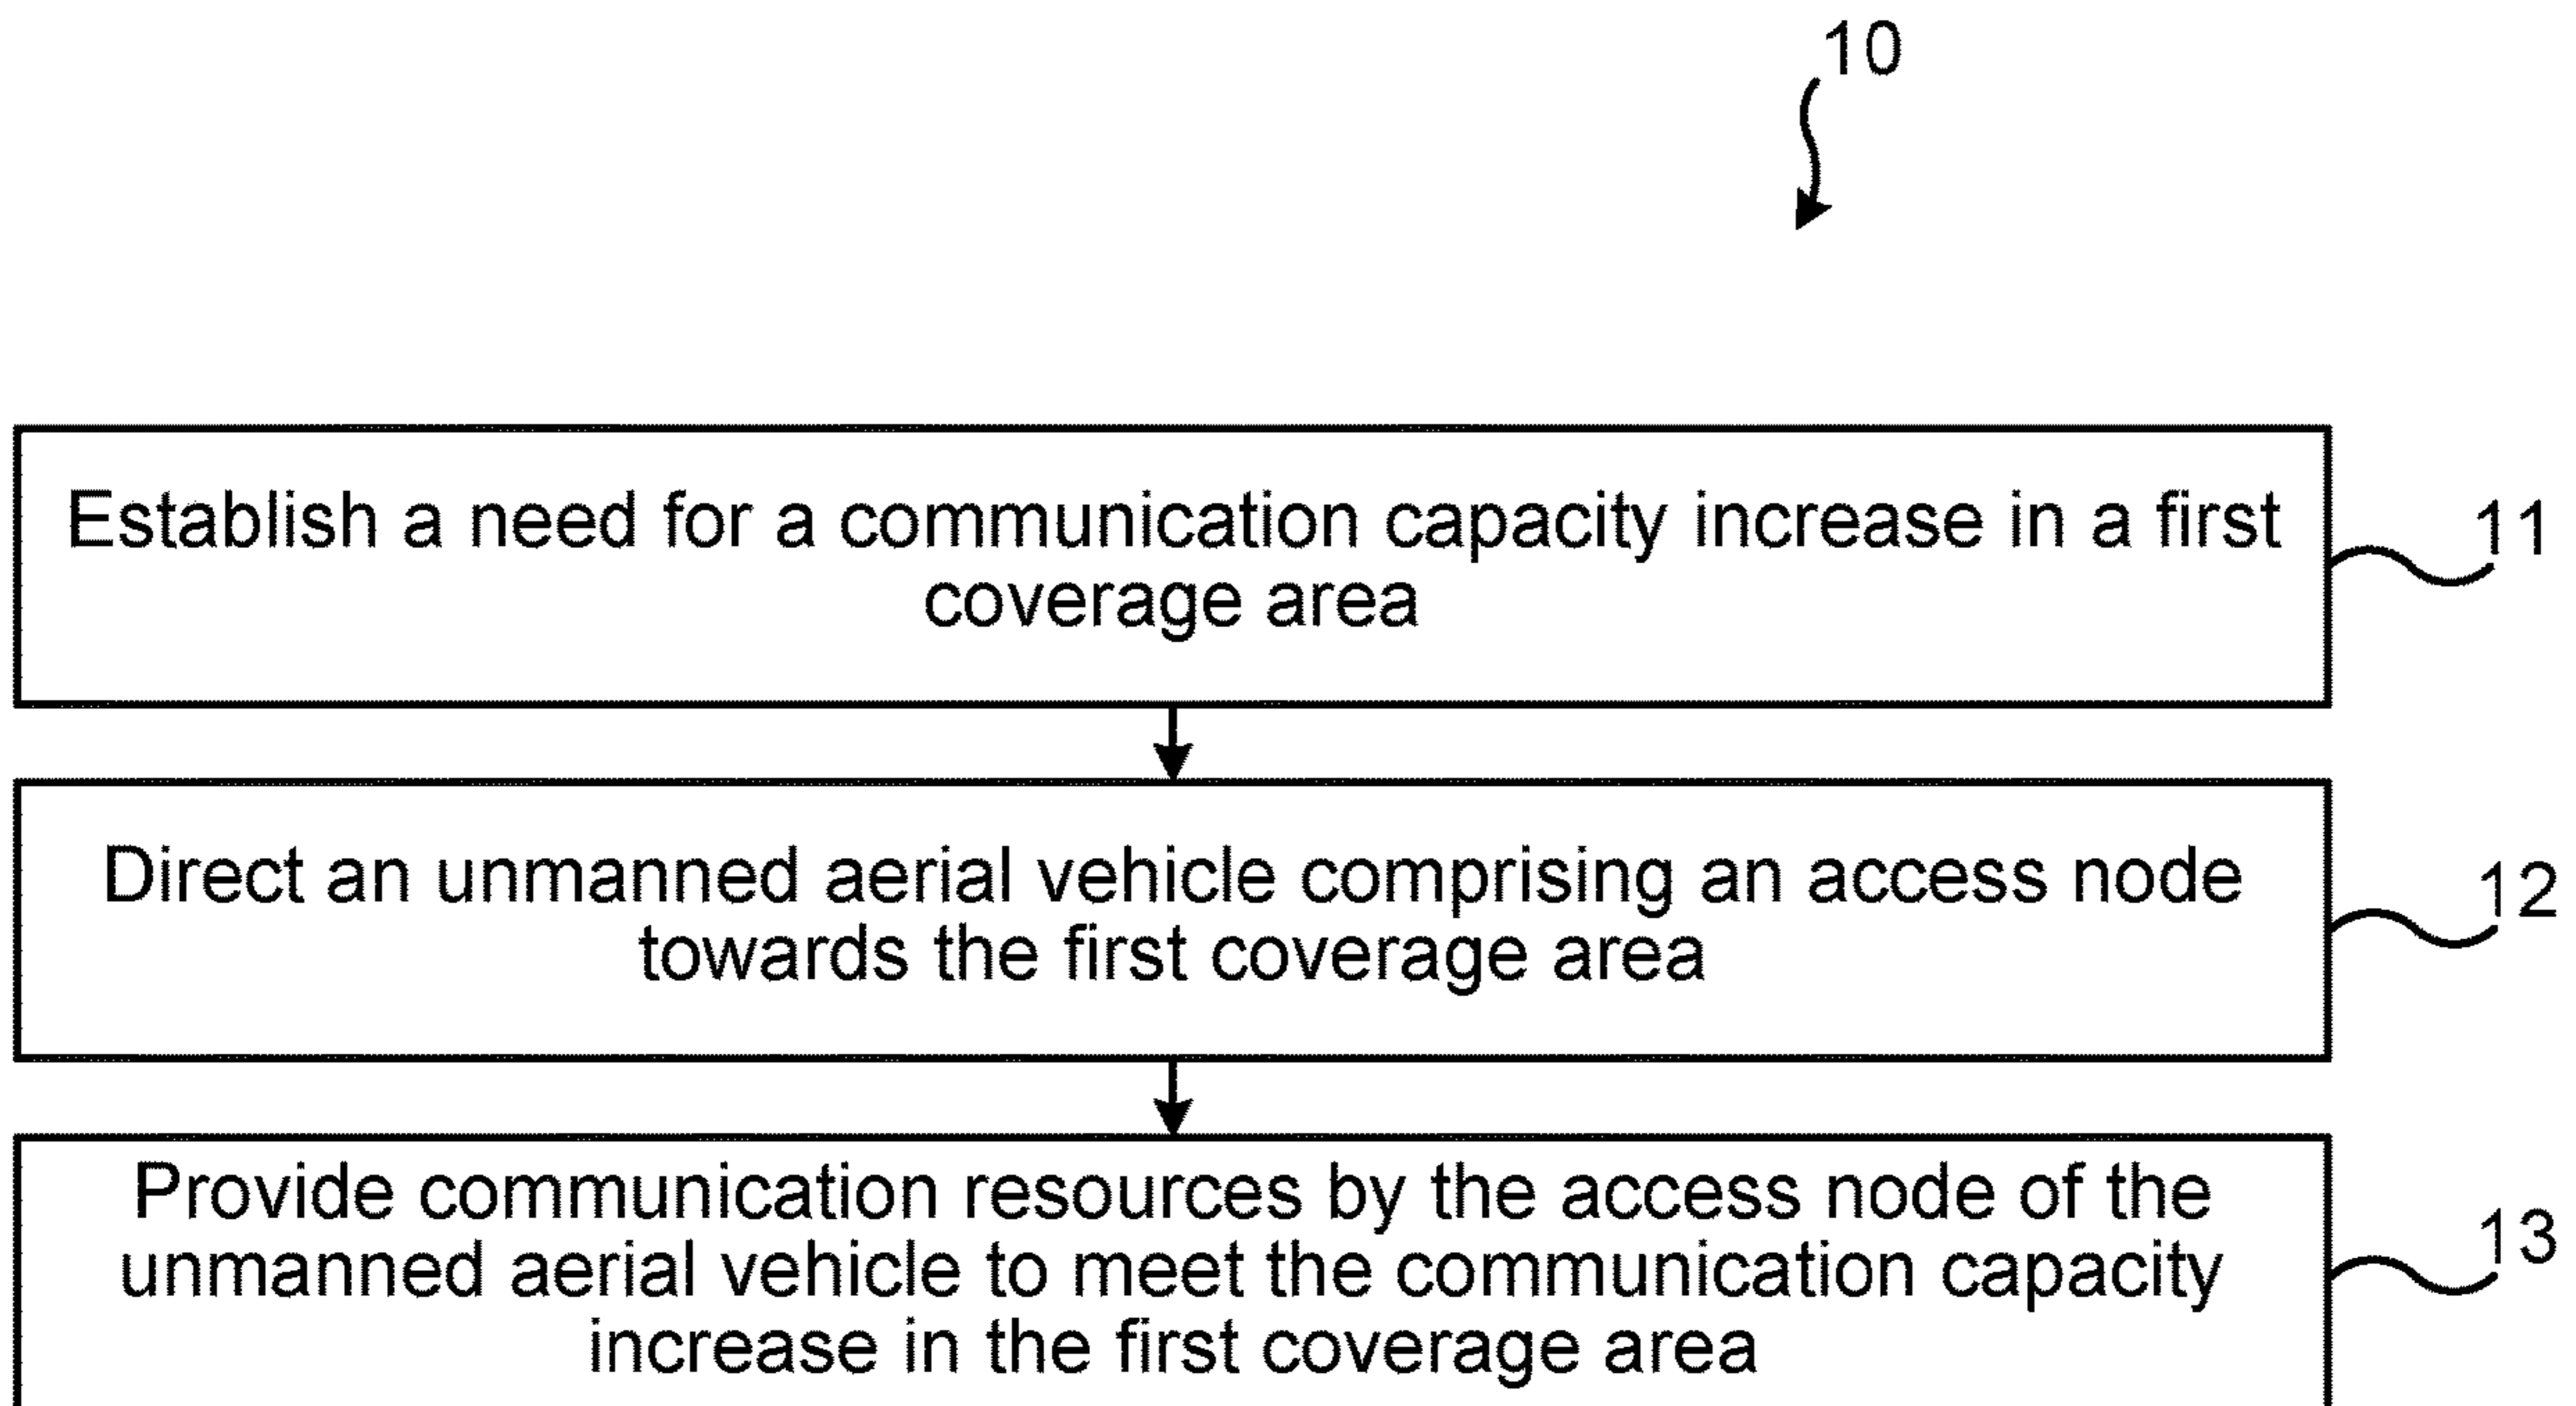 10
Establish a need for a communication capacity increase in a first
coverage area
11
Direct an unmanned aerial vehicle comprising an access node
towards the first coverage area
12
Provide communication resources by the access node of the
unmanned aerial vehicle to meet the communication capacity
increase in the first coverage area
13